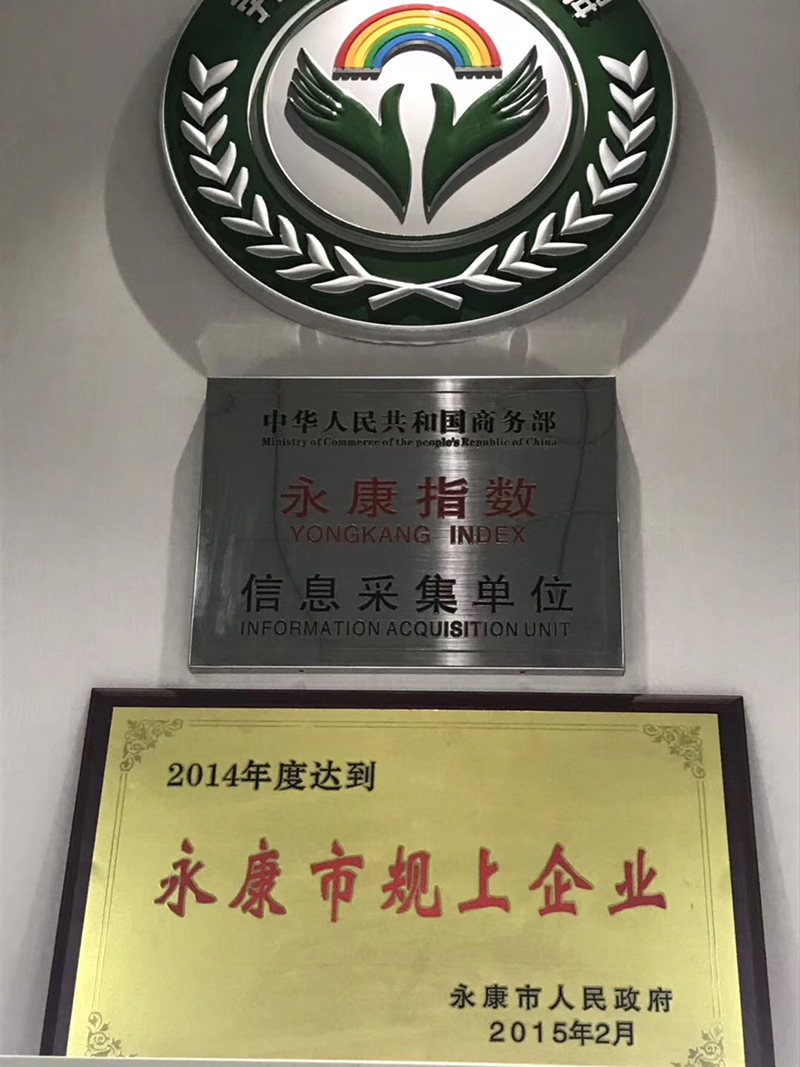 中华人民共和国商务部
Ministry of Commerce of the people's Republic of China
永康指数
YONGKANG INDEX
信息采集单位
INFORMATION ACQUISITION UNIT
2014年度达到
永康市规上企业
永康市人民政府
2015年2月